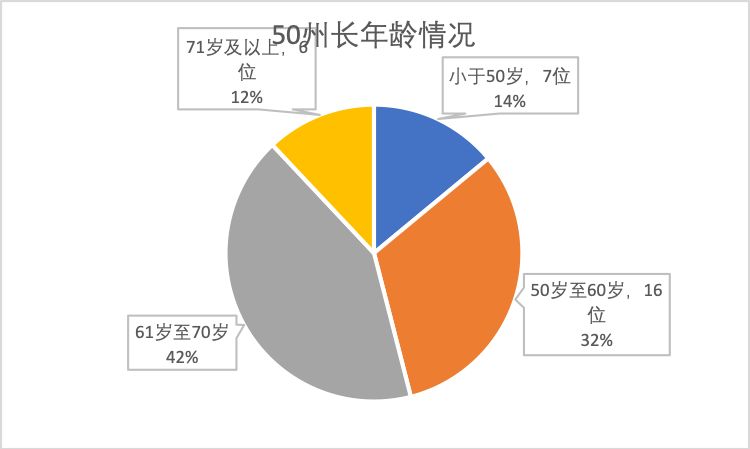 50州长年龄情况
71岁及以上，6
位
12%
小于50岁，7位
14%
50岁至60岁，16
位
32%
61岁至70岁
42%